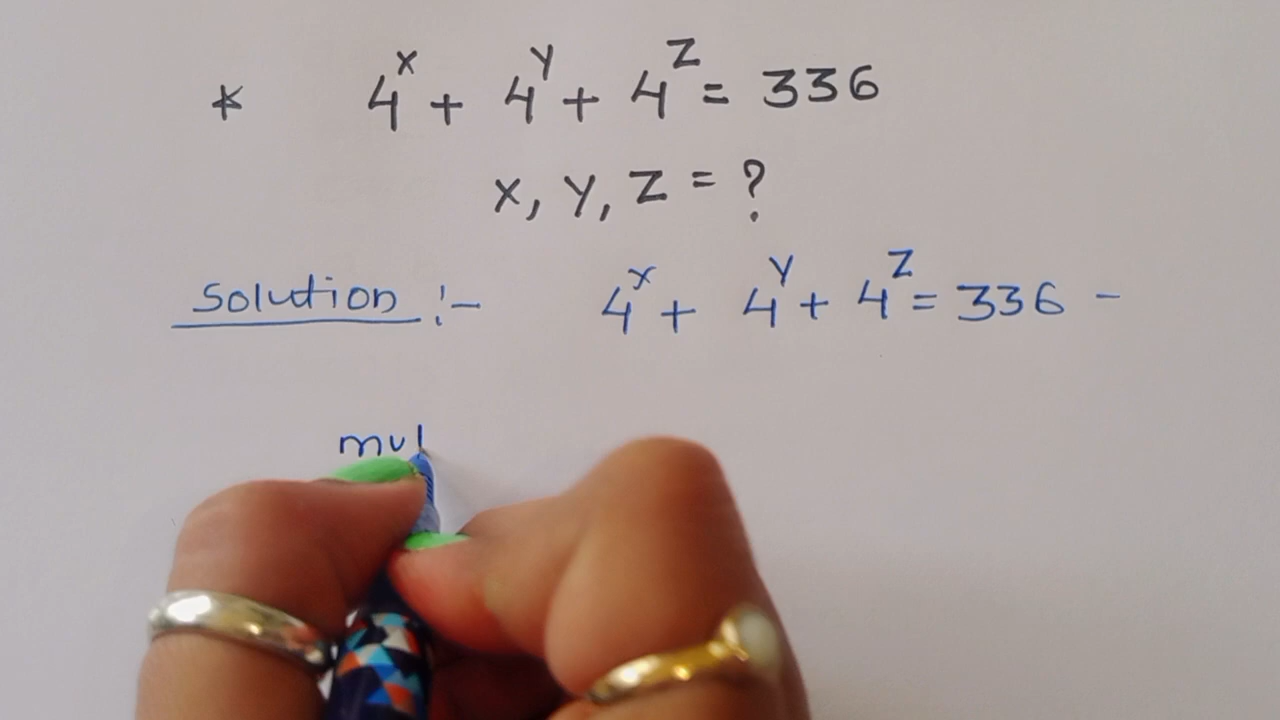 * 4^x + 4^y + 4^z = 336
x, y, z = ?
Solution :- 4^x + 4^y + 4^z = 336 -
mul